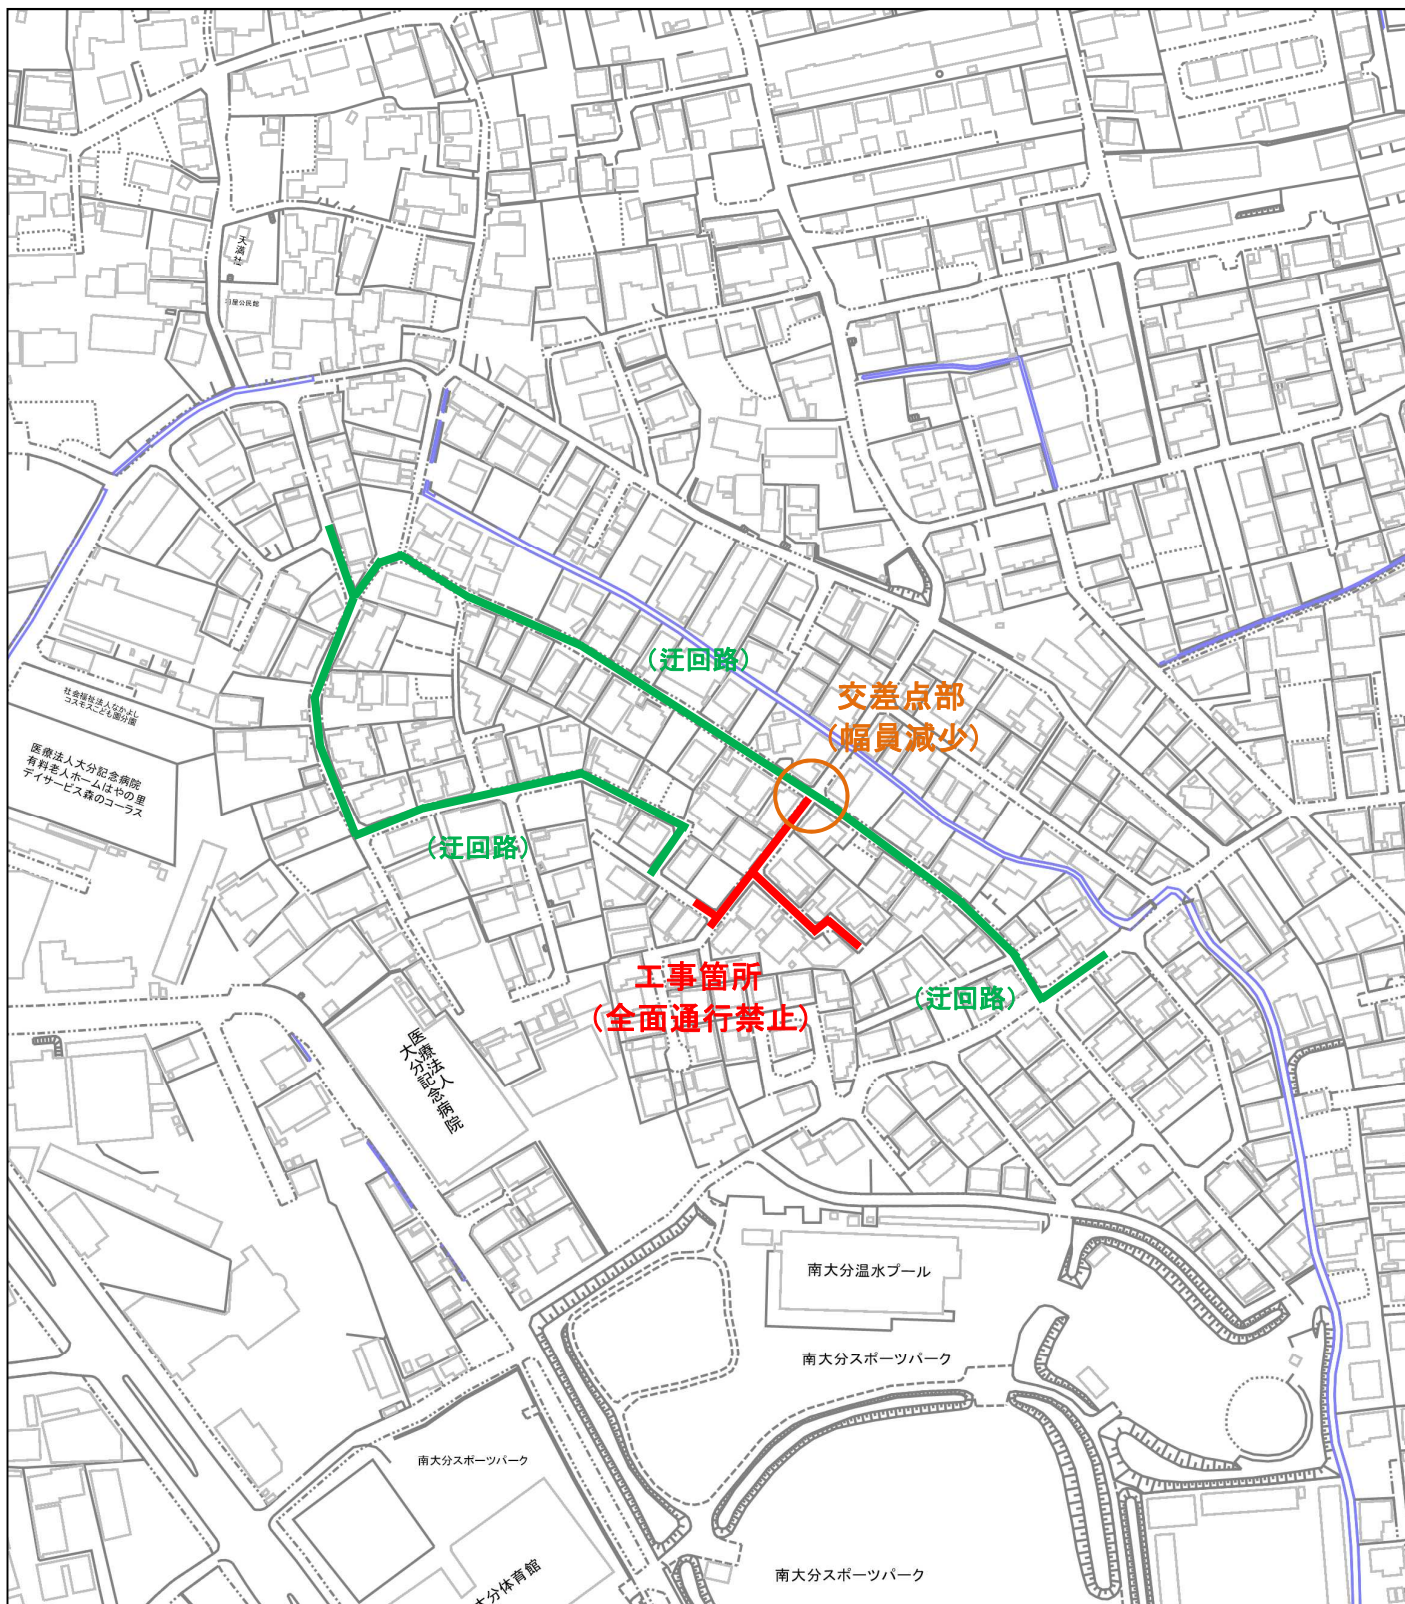 天満社
(迂回路)
交差点部
(幅員減少)
社会福祉法人なかよし
コスモスこども園分園
医療法人大分記念病院
有料老人ホームはやの里
デイサービス森のコーラス
(迂回路)
工事箇所
(全面通行禁止)
(迂回路)
医療法人
大分記念病院
南大分温水プール
南大分スポーツパーク
南大分スポーツパーク
南大分スポーツパーク
大分体育館